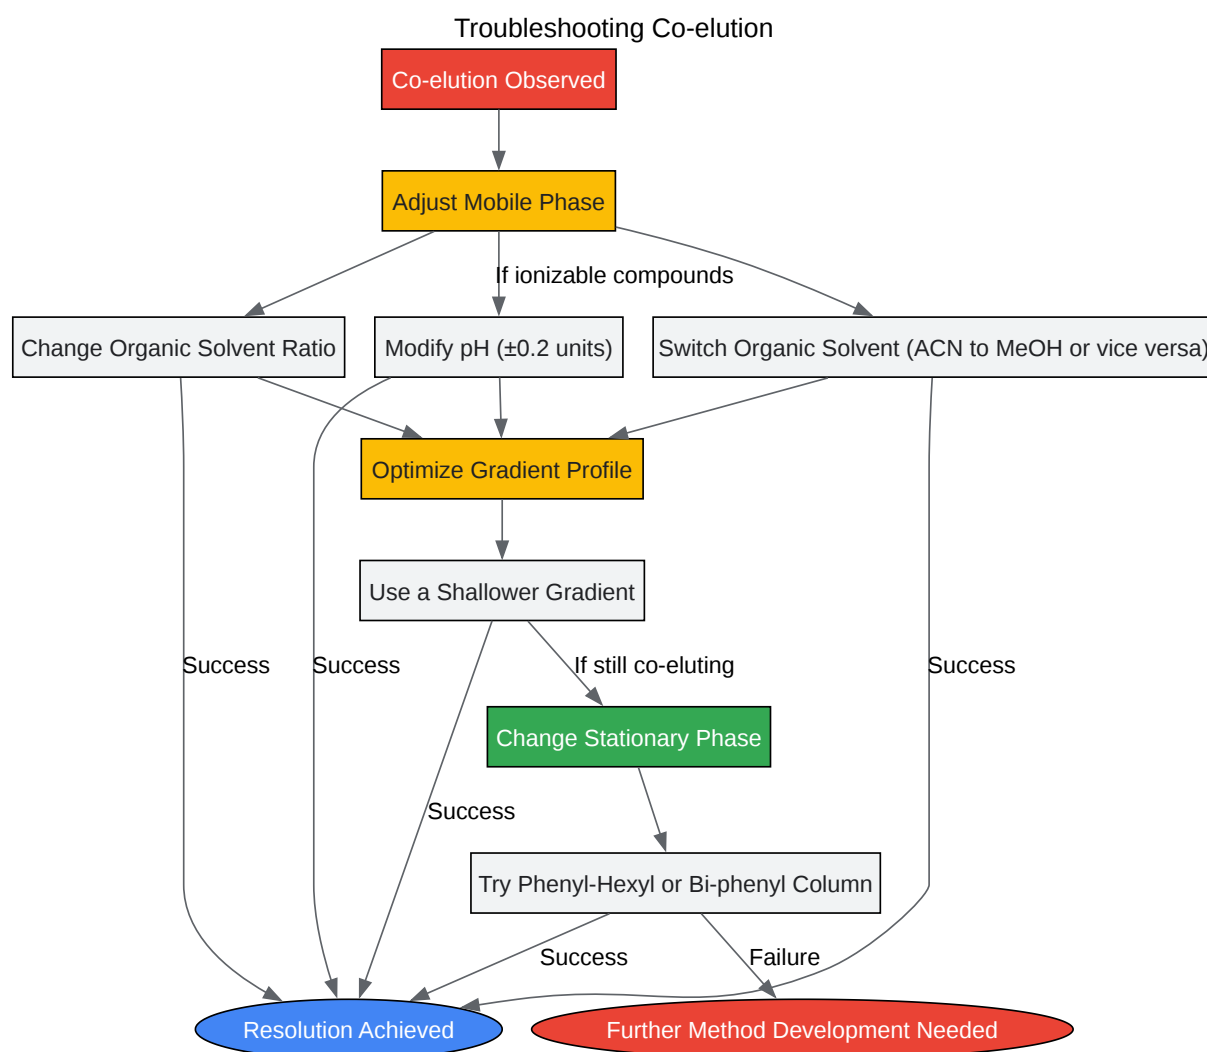 Troubleshooting Co-elution
Co-elution Observed
Adjust Mobile Phase
If ionizable compounds
Change Organic Solvent Ratio
Modify pH (±0.2 units)
Switch Organic Solvent (ACN to MeOH or vice versa)
Optimize Gradient Profile
Use a Shallower Gradient
Success
Success
If still co-eluting
Success
Change Stationary Phase
Success
Try Phenyl-Hexyl or Bi-phenyl Column
Success
Failure
Resolution Achieved
Further Method Development Needed